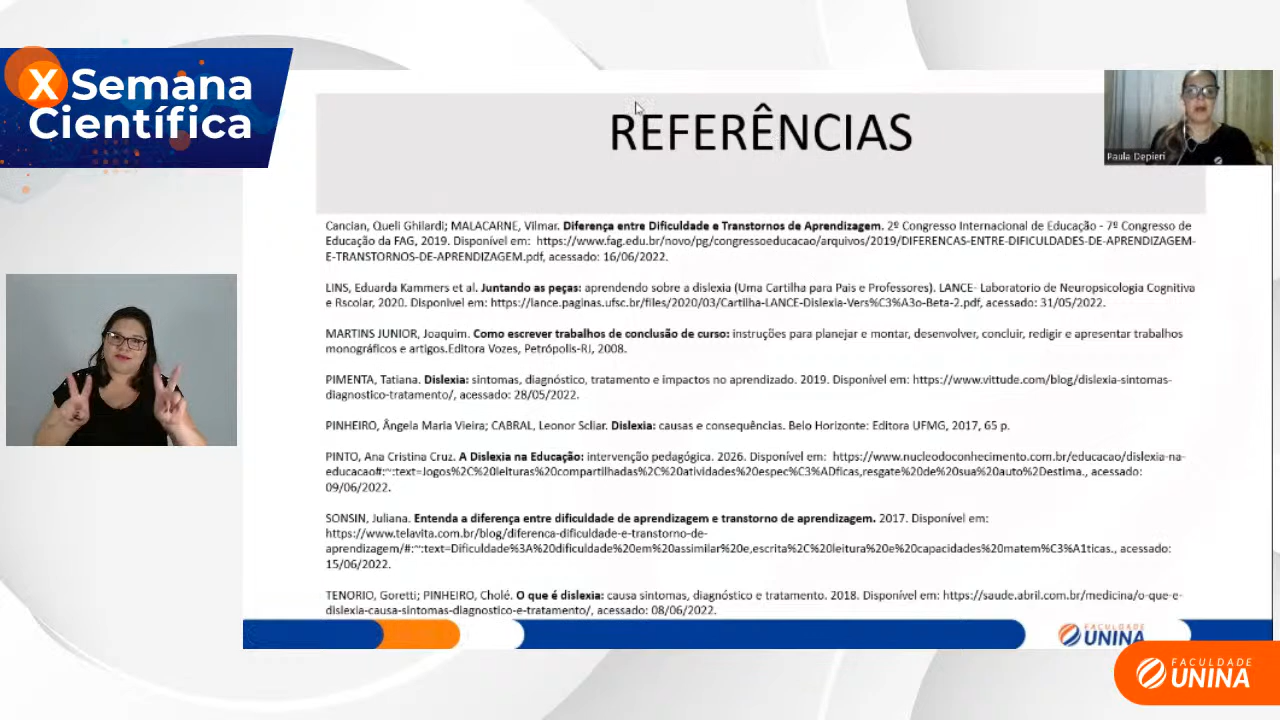 X Semana
Científica
REFERÊNCIAS
Paula Depieri
Cancian, Queli Ghilardi; MALACARNE, Vilmar. Diferença entre Dificuldade e Transtornos de Aprendizagem. 2º Congresso Internacional de Educação - 7º Congresso de
Educação da FAG, 2019. Disponível em: https://www.fag.edu.br/novo/pg/congressoeducacao/arquivos/2019/DIFERENCAS-ENTRE-DIFICULDADES-DE-APRENDIZAGEM-
E-TRANSTORNOS-DE-APRENDIZAGEM.pdf, acessado: 16/06/2022.
LINS, Eduarda Kammers et al. Juntando as peças: aprendendo sobre a dislexia (Uma Cartilha para Pais e Professores). LANCE- Laboratorio de Neuropsicologia Cognitiva
e Rscolar, 2020. Disponivel em: https://lance.paginas.ufsc.br/files/2020/03/Cartilha-LANCE-Dislexia-Vers%C3%A3o-Beta-2.pdf, acessado: 31/05/2022.
MARTINS JUNIOR, Joaquim. Como escrever trabalhos de conclusão de curso: instruções para planejar e montar, desenvolver, concluir, redigir e apresentar trabalhos
monográficos e artigos.Editora Vozes, Petrópolis-RJ, 2008.
PIMENTA, Tatiana. Dislexia: sintomas, diagnóstico, tratamento e impactos no aprendizado. 2019. Disponível em: https://www.vittude.com/blog/dislexia-sintomas-
diagnostico-tratamento/, acessado: 28/05/2022.
PINHEIRO, Ângela Maria Vieira; CABRAL, Leonor Scliar. Dislexia: causas e consequências. Belo Horizonte: Editora UFMG, 2017, 65 p.
PINTO, Ana Cristina Cruz. A Dislexia na Educação: intervenção pedagógica. 2026. Disponível em: https://www.nucleodoconhecimento.com.br/educacao/dislexia-na-
educacao#:~:text=Jogos%2C%20leituras%20compartilhadas%2C%20atividades%20espec%C3%ADficas,resgate%20de%20sua%20auto%2Destima., acessado:
09/06/2022.
SONSIN, Juliana. Entenda a diferença entre dificuldade de aprendizagem e transtorno de aprendizagem. 2017. Disponível em:
https://www.telavita.com.br/blog/diferenca-dificuldade-e-transtorno-de-
aprendizagem/#:~:text=Dificuldade%3A%20dificuldade%20em%20assimilar%20e,escrita%2C%20leitura%20e%20capacidades%20matem%C3%A1ticas., acessado:
15/06/2022.
TENORIO, Goretti; PINHEIRO, Cholé. O que é dislexia: causa sintomas, diagnóstico e tratamento. 2018. Disponível em: https://saude.abril.com.br/medicina/o-que-e-
dislexia-causa-sintomas-diagnostico-e-tratamento/, acessado: 08/06/2022.
FACULDADE
UNINA
FACULDADE
UNINA